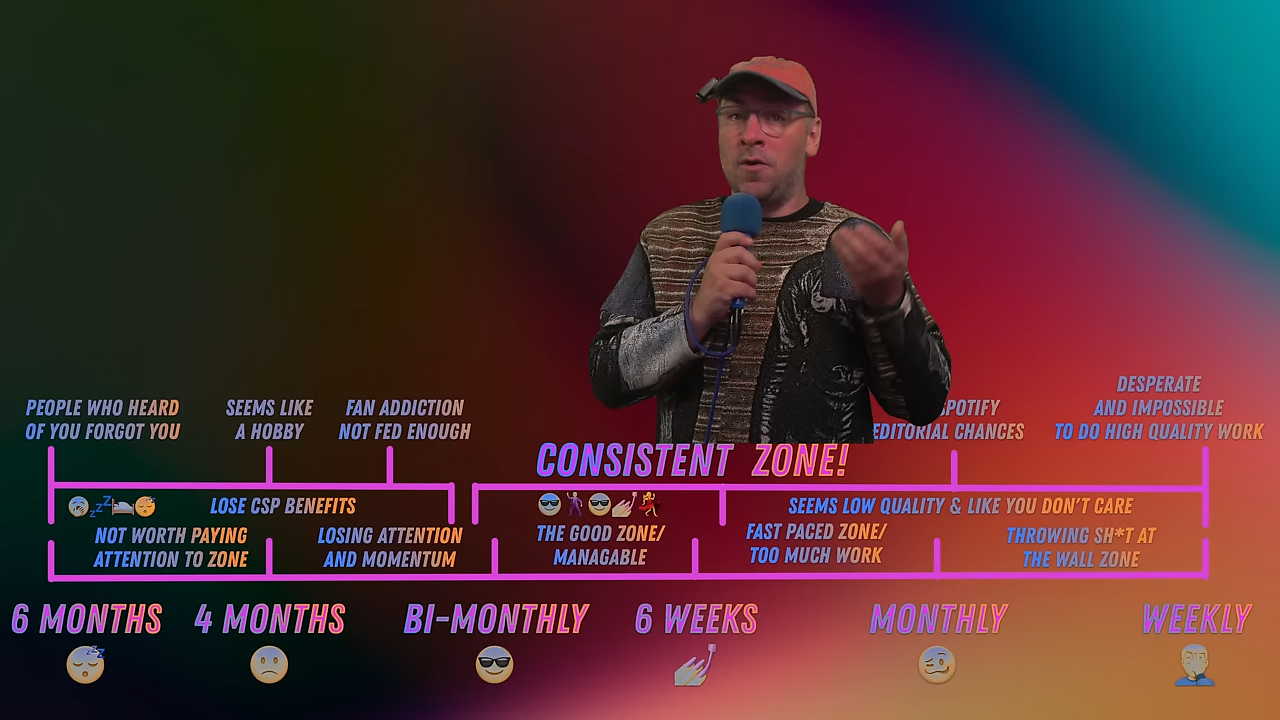 DESPERATE
AND IMPOSSIBLE
TO DO HIGH QUALITY WORK
PEOPLE WHO HEARD
OF YOU FORGOT YOU
SEEMS LIKE
A HOBBY
FAN ADDICTION
NOT FED ENOUGH
EDITORIAL CHANCES
CONSISTENT ZONE!
LOSE CSP BENEFITS
SEEMS LOW QUALITY & LIKE YOU DON'T CARE
NOT WORTH PAYING
ATTENTION TO ZONE
LOSING ATTENTION
AND MOMENTUM
THE GOOD ZONE/
MANAGABLE
FAST PACED ZONE/
TOO MUCH WORK
THROWING SH*T AT
THE WALL ZONE
6 MONTHS
4 MONTHS
BI-MONTHLY
6 WEEKS
MONTHLY
WEEKLY